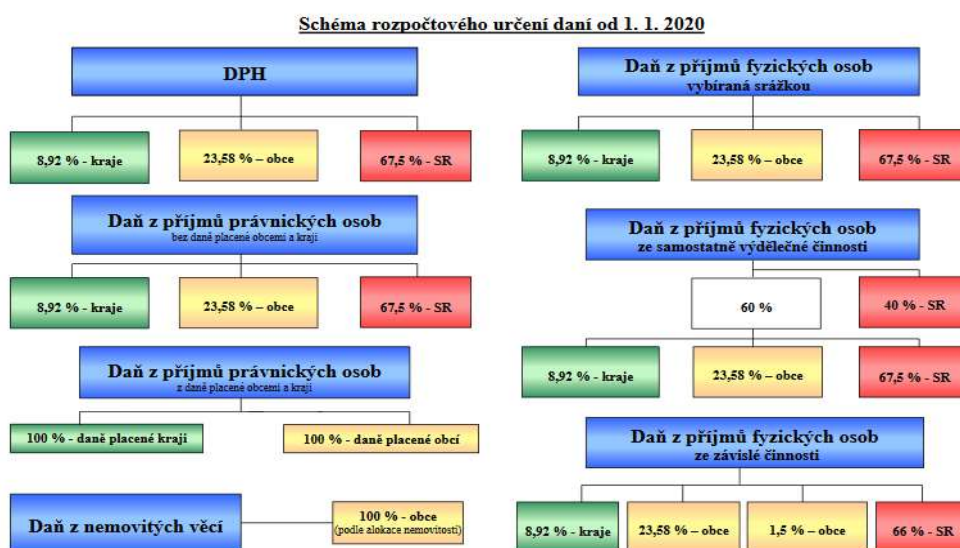 Schéma rozpočtového určení daní od 1. 1. 2020
DPH
8,92 % - kraje
23,58 % – obce
67,5 % - SR
Daň z příjmů právnických osob
bez daně placené obcemi a kraji
8,92 % - kraje
23,58 % – obce
67,5 % - SR
Daň z příjmů právnických osob
z daně placené obcemi a kraji
100 % - daně placené kraji
100 % - daně placené obcí
Daň z nemovitých věcí
100 % - obce
(podle alokace nemovitostí)
Daň z příjmů fyzických osob
vybíraná srážkou
8,92 % - kraje
23,58 % – obce
67,5 % - SR
Daň z příjmů fyzických osob
ze samostatně výdělečné činnosti
60 %
40 % - SR
8,92 % - kraje
23,58 % – obce
67,5 % - SR
Daň z příjmů fyzických osob
ze závislé činnosti
8,92 % - kraje
23,58 % – obce
1,5 % – obce
66 % - SR